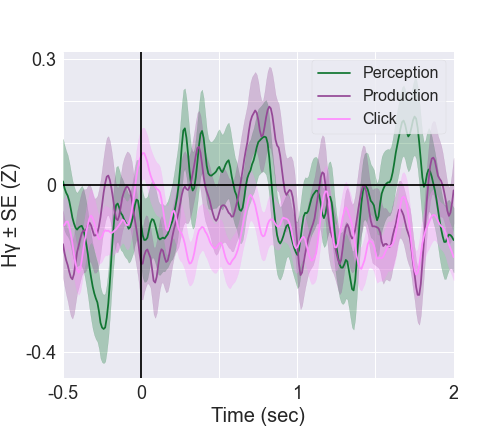 0.3
Perception
Production
Click
0
Hγ ± SE (Z)
-0.4
-0.5
0
1
2
Time (sec)